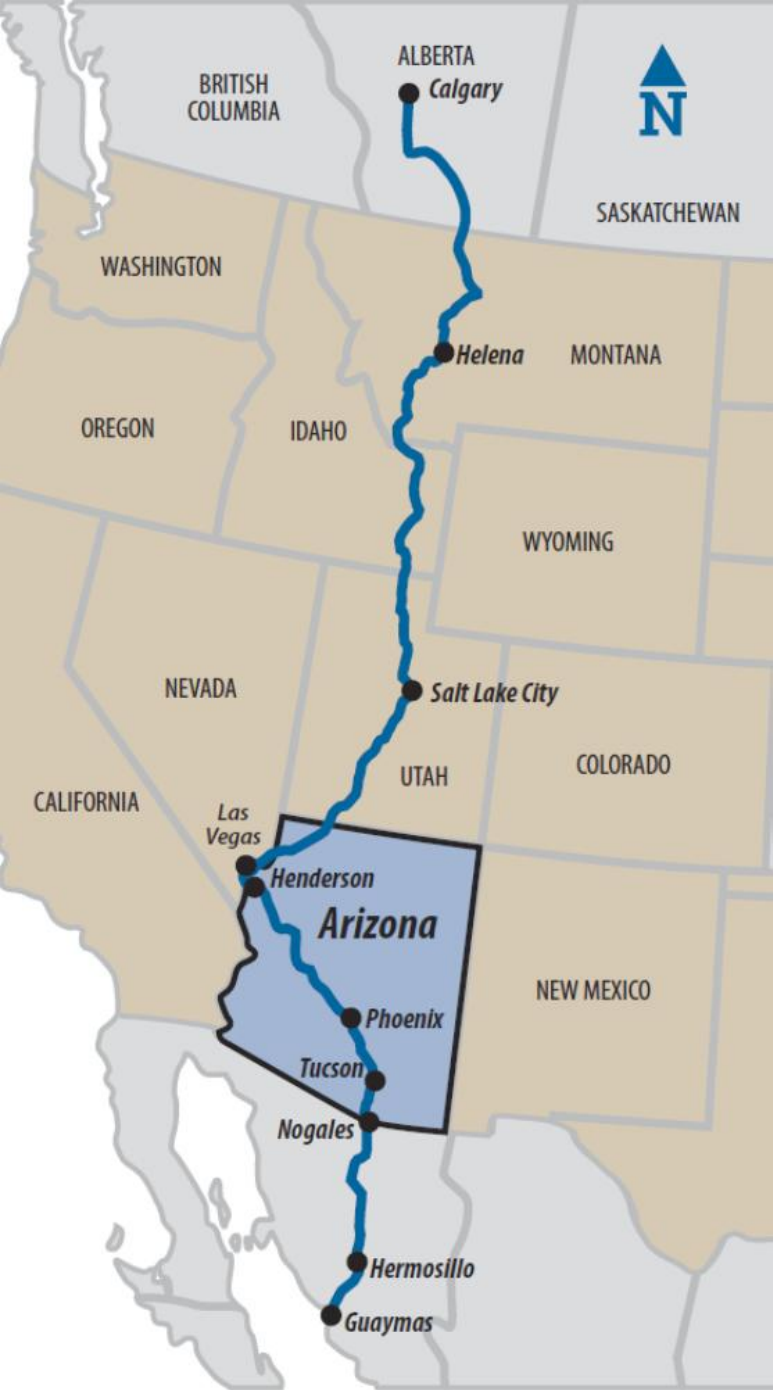 ALBERTA
Calgary
BRITISH
COLUMBIA
N
SASKATCHEWAN
WASHINGTON
Helena
MONTANA
OREGON
IDAHO
WYOMING
NEVADA
Salt Lake City
UTAH
COLORADO
CALIFORNIA
Las
Vegas
Henderson
Arizona
NEW MEXICO
Phoenix
Tucson
Nogales
Hermosillo
Guaymas